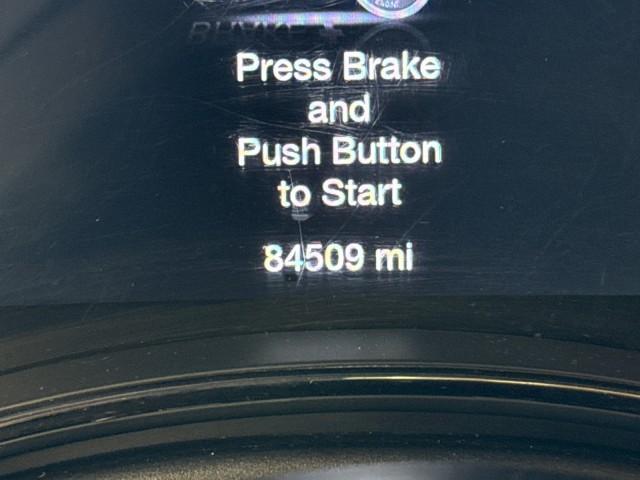 Press Brake
and
Push Button
to Start
84509 mi